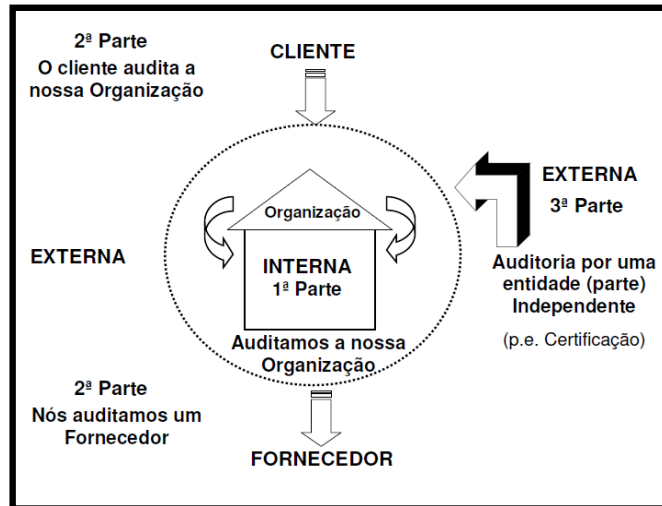 2ª Parte
O cliente audita a
nossa Organização
CLIENTE
Organização
INTERNA
1ª Parte
Auditamos a nossa
Organização
EXTERNA
EXTERNA
3ª Parte
Auditoria por uma
entidade (parte)
Independente
(p.e. Certificação)
2ª Parte
Nós auditamos um
Fornecedor
FORNECEDOR